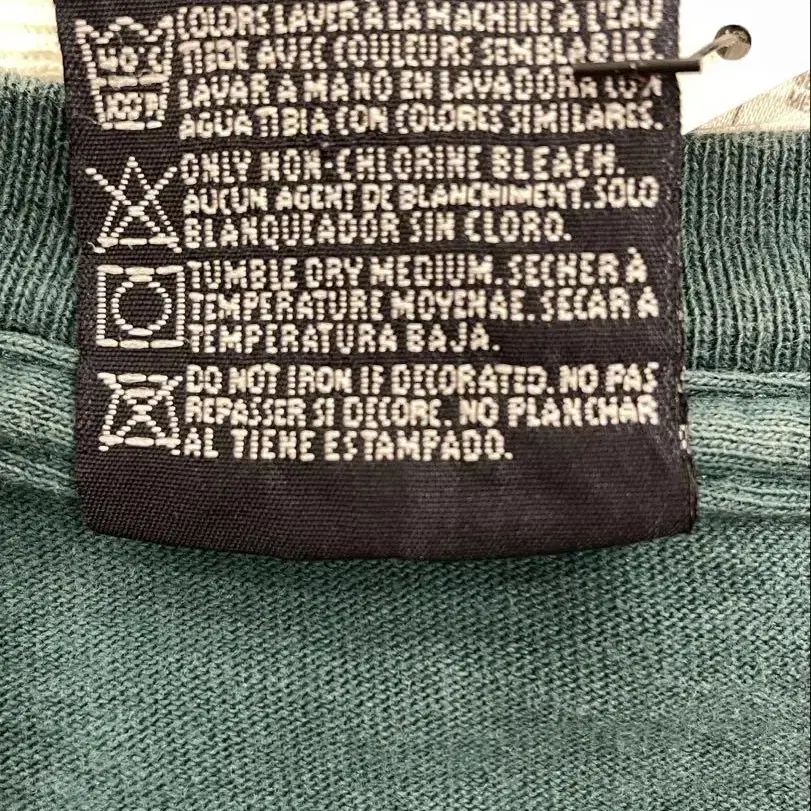 COLORS LAVER À LA MACHINE À L'EAU
TIEDE AVEC COULEURS SEMBLABLES.
LAVAR A MANO EN LAVADORA CON
AGUA TIBIA CON COLORES SIMILARES.
ONLY NON-CHLORINE BLEACH.
AUCUN AGENT DE BLANCHIMENT. SOLO
BLANQUEADOR SIN CLORO.
TUMBLE DRY MEDIUM. SECHER À
TEMPERATURE MOYENAE. SECAR A
TEMPERATURA BAJA.
DO NOT IRON IF DECORATED. NO PAS
REPASSER SI DECORE. NO PLANCHAR
AL TIENE ESTAMPADO.